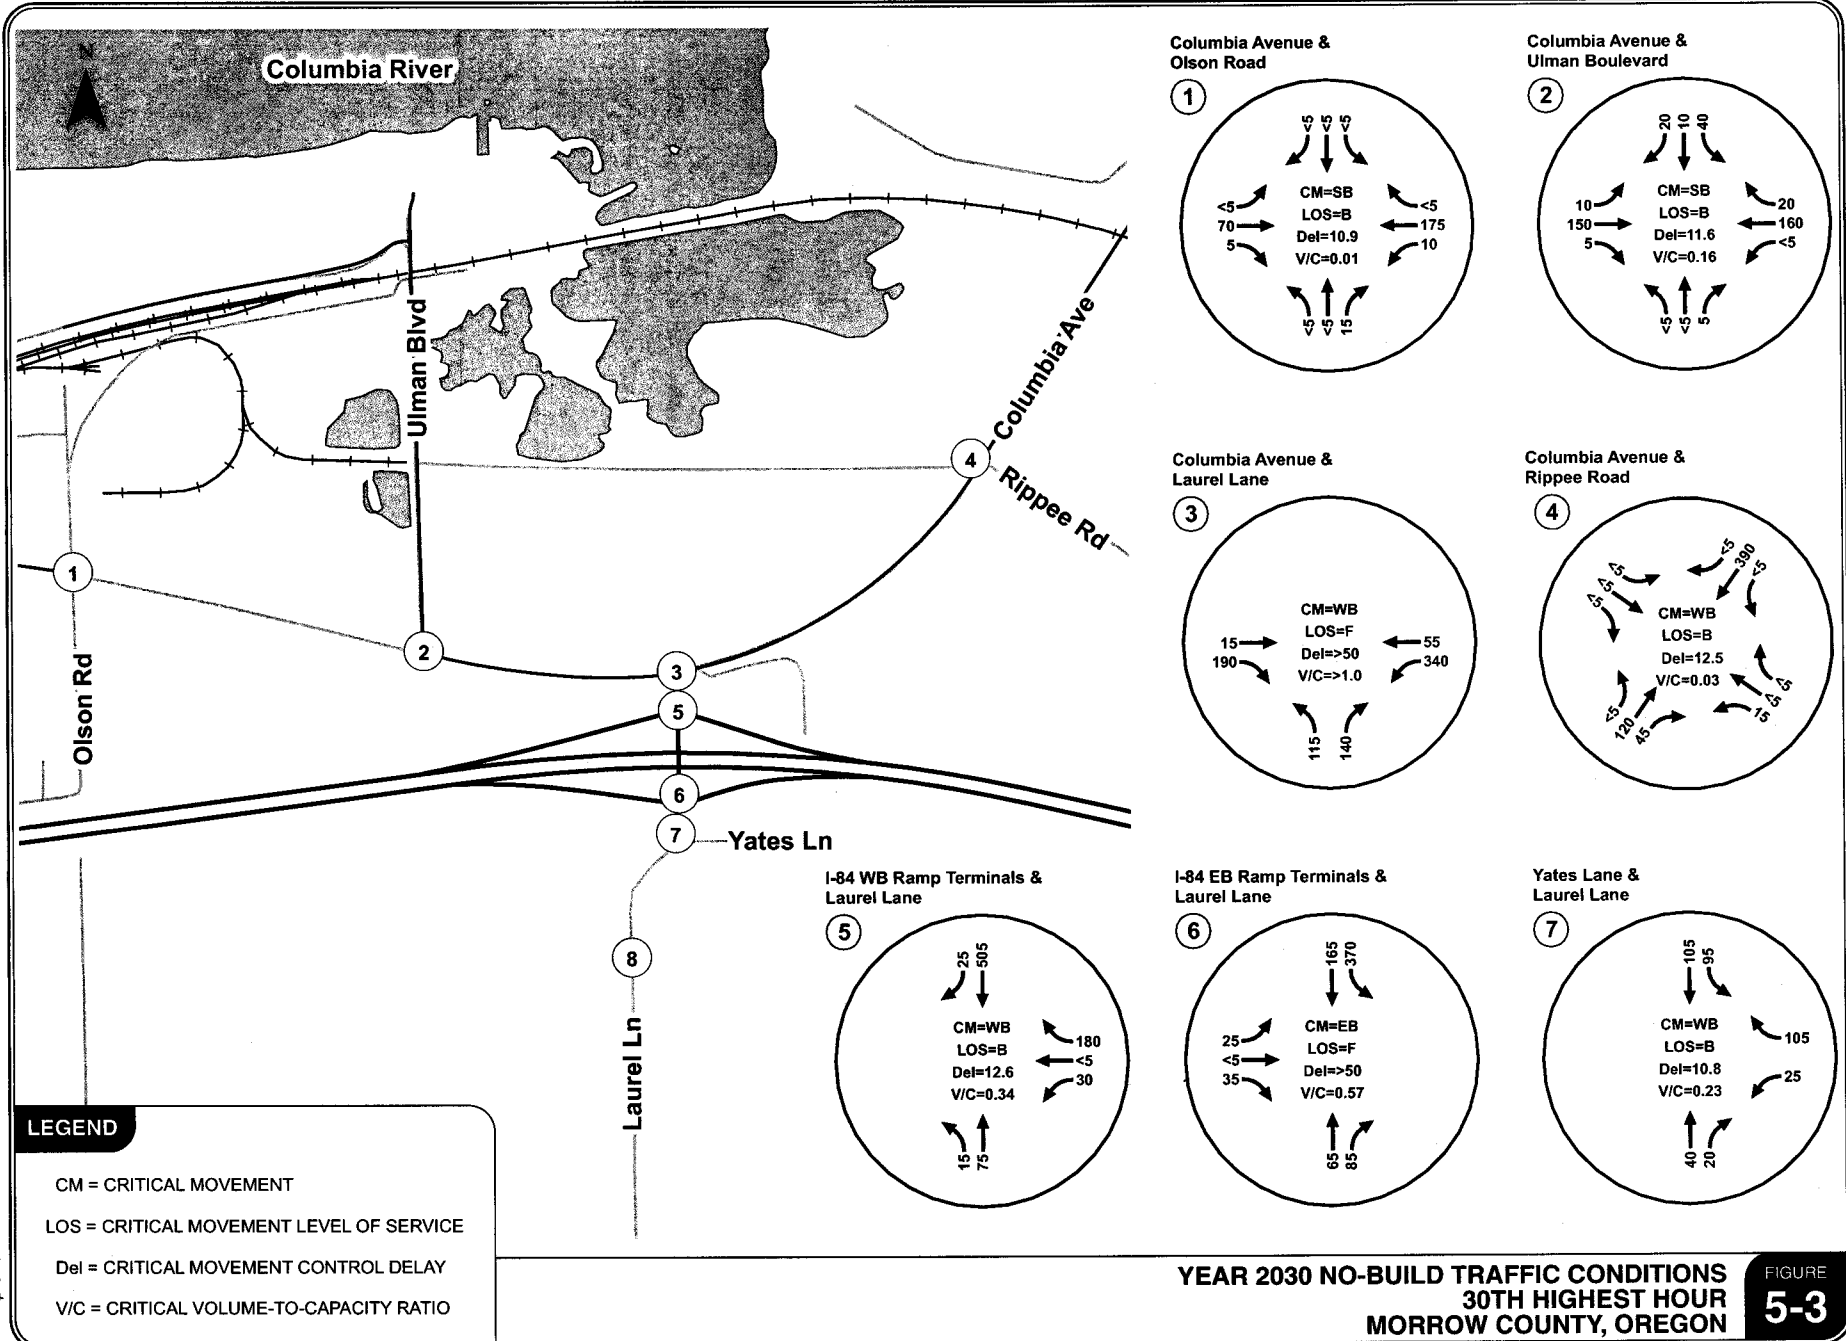 N
Columbia River
Ulman Blvd
Columbia Ave
4
Rippee Rd
1
2
3
5
6
7
Yates Ln
8
Olson Rd
Laurel Ln
Columbia Avenue &
Olson Road
1
<5 <5 <5
CM=SB
LOS=B
Del=10.9
V/C=0.01
<5
70
5
<5
175
10
<5 <5 15
Columbia Avenue &
Ulman Boulevard
2
20 10 40
CM=SB
LOS=B
Del=11.6
V/C=0.16
10
150
5
20
160
<5
<5 <5 5
Columbia Avenue &
Laurel Lane
3
CM=WB
LOS=F
Del=>50
V/C=>1.0
15
190
55
340
115 140
Columbia Avenue &
Rippee Road
4
<5 390 <5
<5
<5
<5
CM=WB
LOS=B
Del=12.5
V/C=0.03
<5
<5
15
<5 120 45
I-84 WB Ramp Terminals &
Laurel Lane
5
25 505
CM=WB
LOS=B
Del=12.6
V/C=0.34
180
<5
30
15 75
I-84 EB Ramp Terminals &
Laurel Lane
6
165 370
CM=EB
LOS=F
Del=>50
V/C=0.57
25
<5
35
65 85
Yates Lane &
Laurel Lane
7
105 95
CM=WB
LOS=B
Del=10.8
V/C=0.23
105
25
40 20
LEGEND
CM = CRITICAL MOVEMENT
LOS = CRITICAL MOVEMENT LEVEL OF SERVICE
Del = CRITICAL MOVEMENT CONTROL DELAY
V/C = CRITICAL VOLUME-TO-CAPACITY RATIO
YEAR 2030 NO-BUILD TRAFFIC CONDITIONS
30TH HIGHEST HOUR
MORROW COUNTY, OREGON
FIGURE
5-3